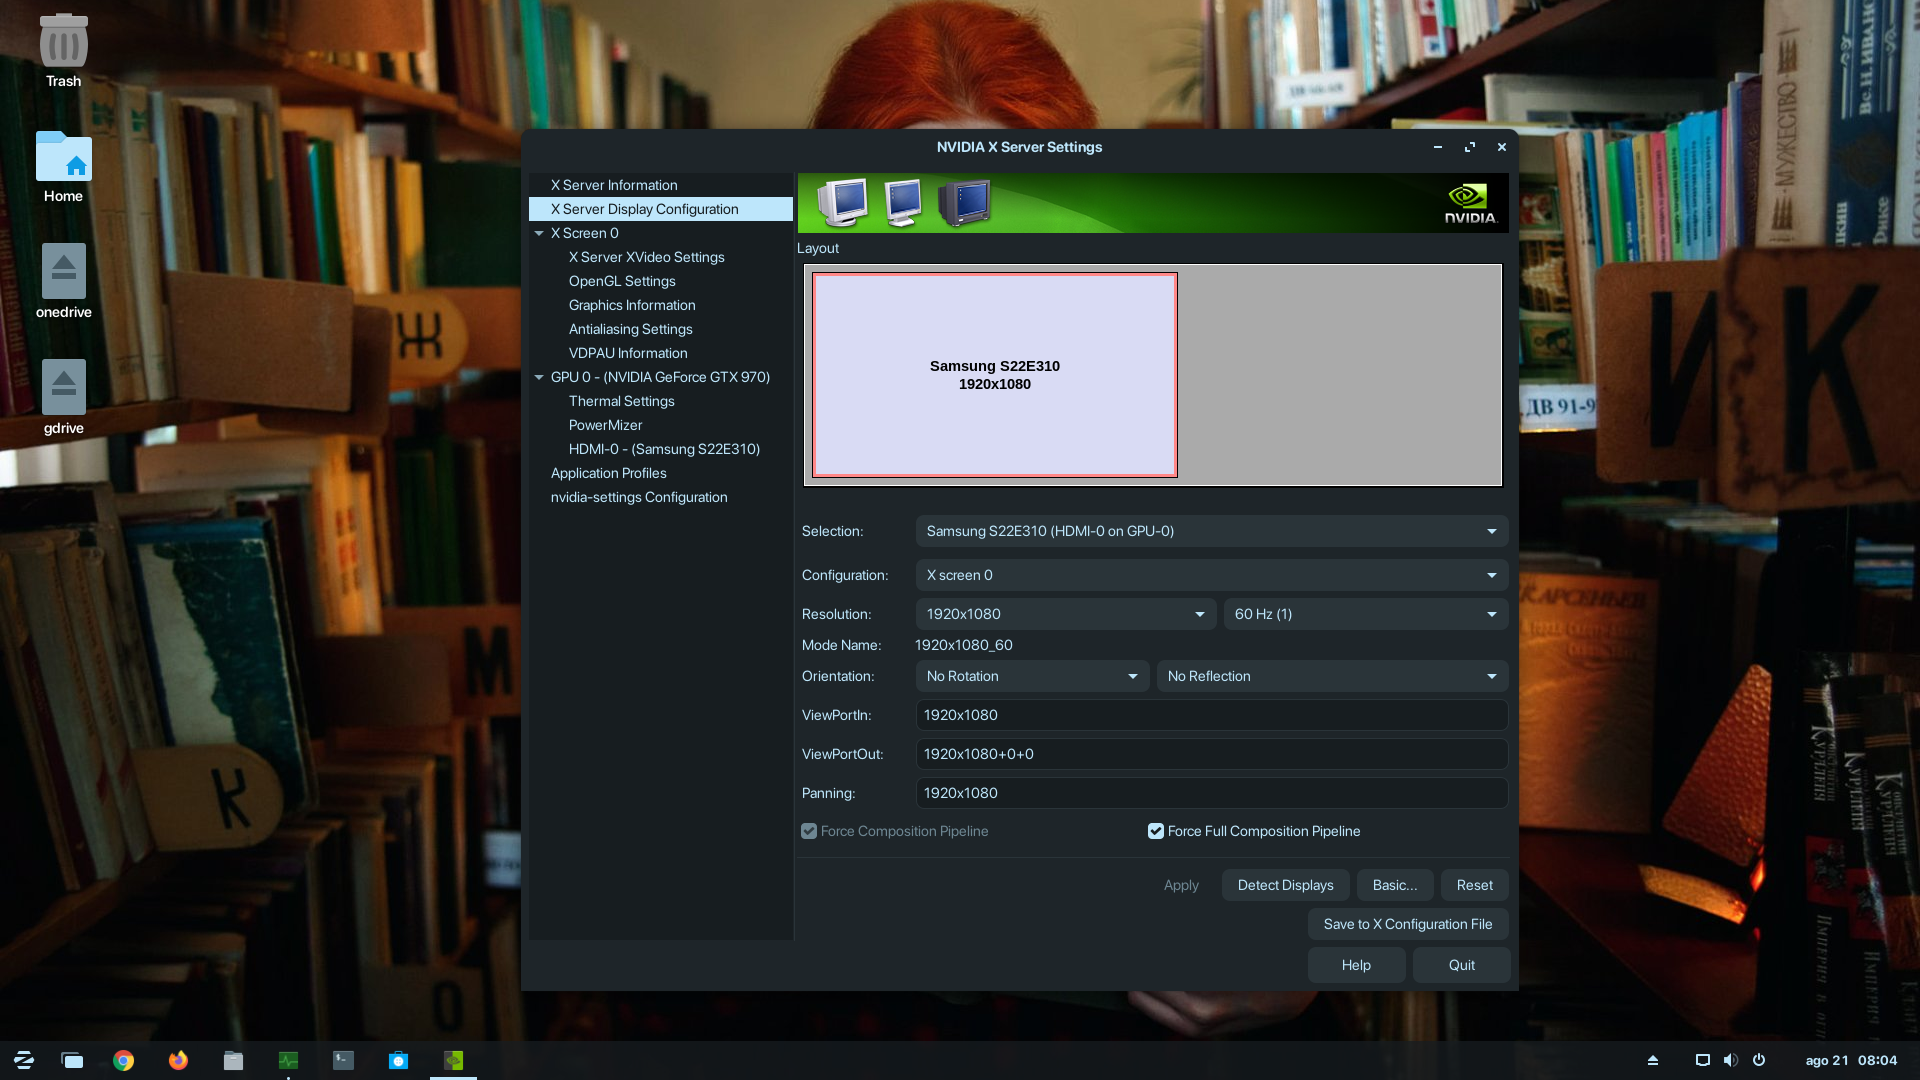 Trash
Home
onedrive
gdrive
NVIDIA X Server Settings
X Server Information
X Server Display Configuration
X Screen 0
X Server XVideo Settings
OpenGL Settings
Graphics Information
Antialiasing Settings
VDPAU Information
GPU 0 - (NVIDIA GeForce GTX 970)
Thermal Settings
PowerMizer
HDMI-0 - (Samsung S22E310)
Application Profiles
nvidia-settings Configuration
NVIDIA.
Layout
Samsung S22E310
1920x1080
Selection: Samsung S22E310 (HDMI-0 on GPU-0)
Configuration: X screen 0
Resolution: 1920x1080 60 Hz (1)
Mode Name: 1920x1080_60
Orientation: No Rotation No Reflection
ViewPortIn: 1920x1080
ViewPortOut: 1920x1080+0+0
Panning: 1920x1080
Force Composition Pipeline Force Full Composition Pipeline
Apply Detect Displays Basic... Reset
Save to X Configuration File
Help Quit
Ж
М
К
О
И
К
ДВ 91-9
МУЖЕСТВО
ago 21 08:04